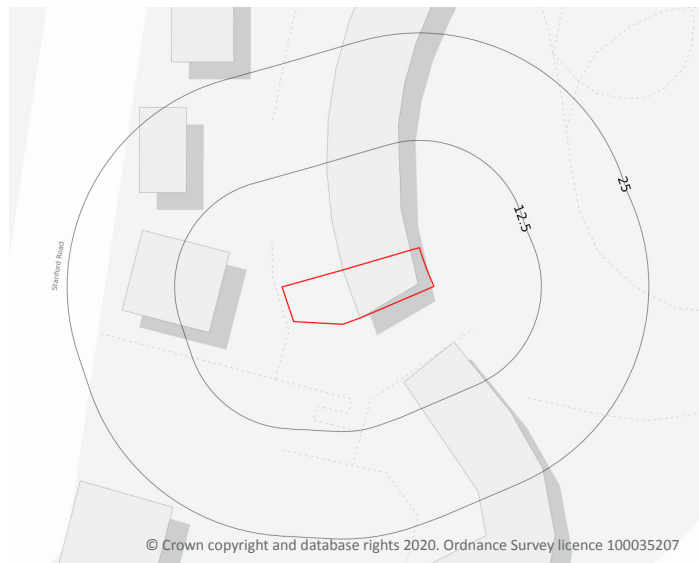 25
12.5
Stanford Road
© Crown copyright and database rights 2020. Ordnance Survey licence 100035207